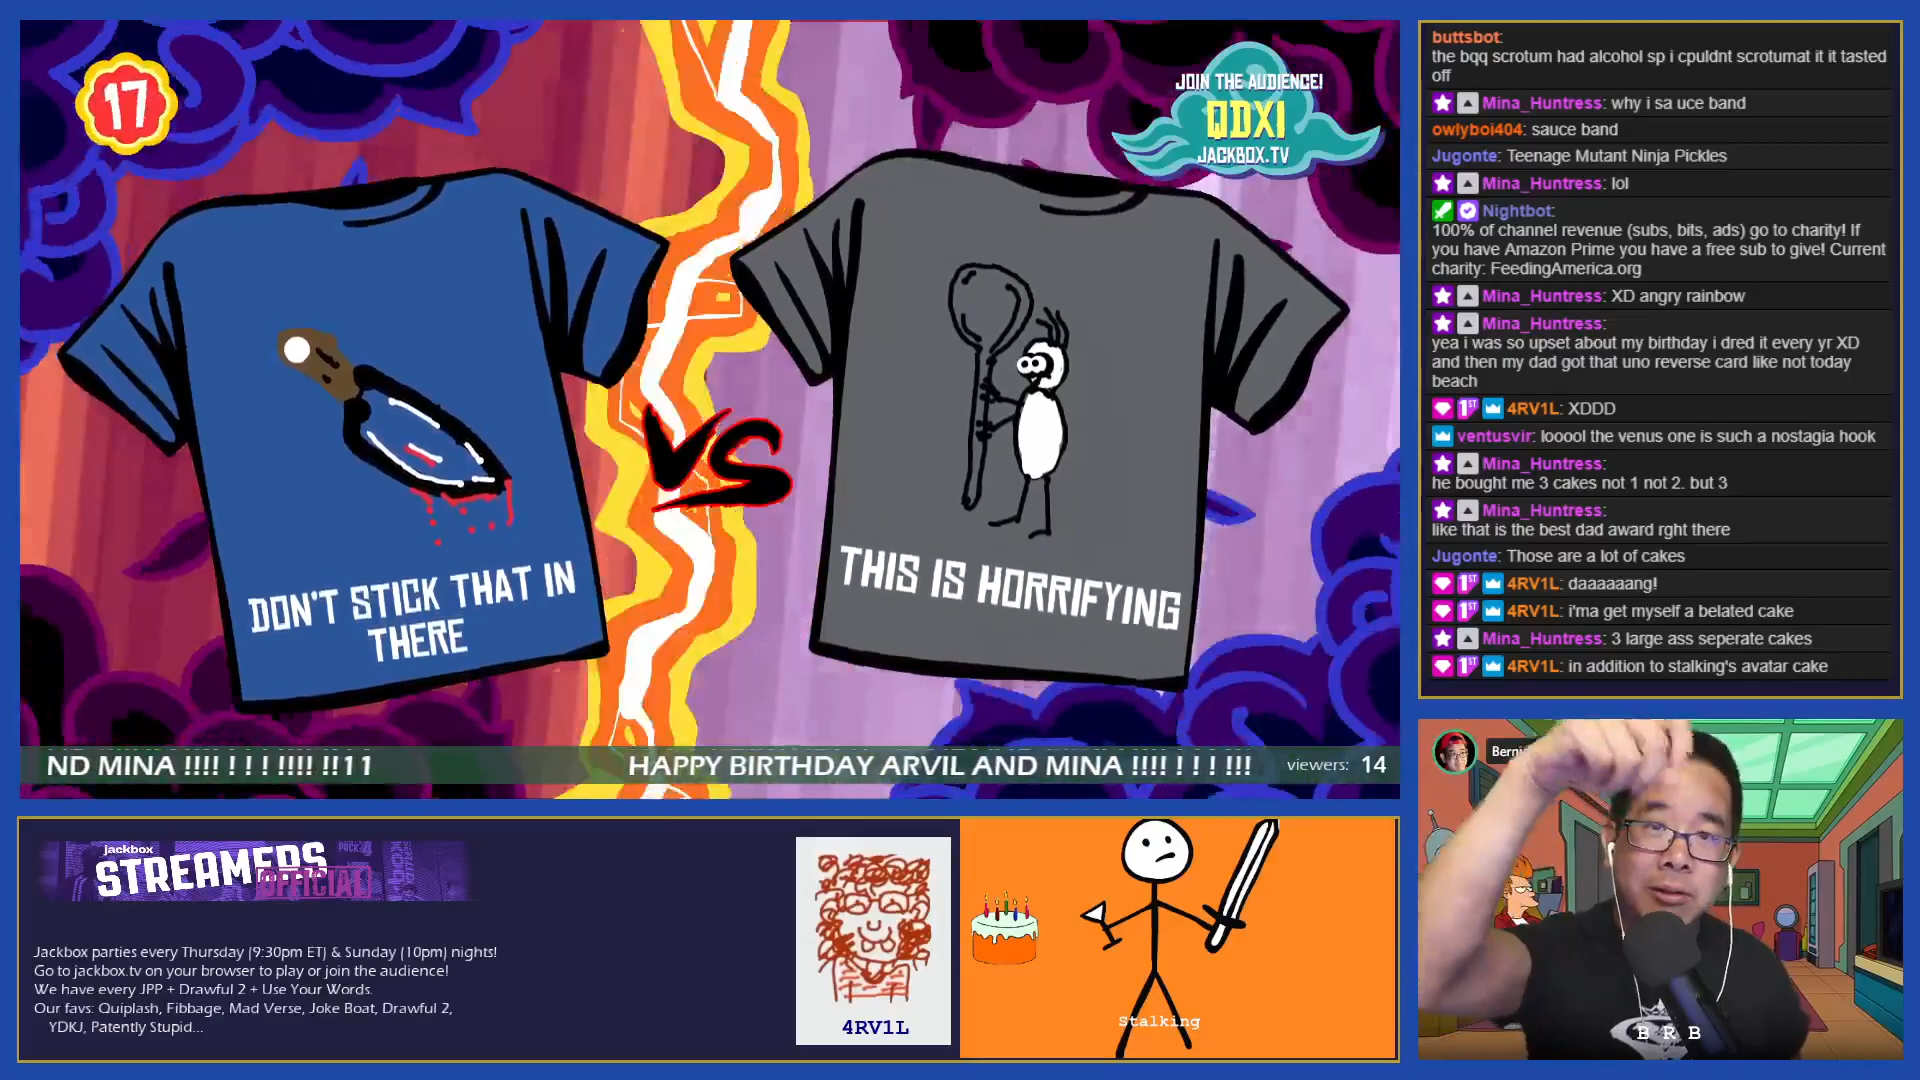 17
JOIN THE AUDIENCE!
QDXI
JACKBOX.TV
DON'T STICK THAT IN
THERE
VS
THIS IS HORRIFYING
ND MINA !!!! ! ! ! !!!! !!11
HAPPY BIRTHDAY ARVIL AND MINA !!!! ! ! ! !!!
viewers: 14
buttsbot:
the bqq scrotum had alcohol sp i cpuldnt scrotumat it it tasted
off
Mina_Huntress: why i sa uce band
owlyboi404: sauce band
Jugonte: Teenage Mutant Ninja Pickles
Mina_Huntress: lol
Nightbot:
100% of channel revenue (subs, bits, ads) go to charity! If
you have Amazon Prime you have a free sub to give! Current
charity: FeedingAmerica.org
Mina_Huntress: XD angry rainbow
Mina_Huntress:
yea i was so upset about my birthday i dred it every yr XD
and then my dad got that uno reverse card like not today
beach
1ST 4RV1L: XDDD
ventusvir: looool the venus one is such a nostagia hook
Mina_Huntress:
he bought me 3 cakes not 1 not 2. but 3
Mina_Huntress:
like that is the best dad award rght there
Jugonte: Those are a lot of cakes
1ST 4RV1L: daaaaaang!
1ST 4RV1L: i'ma get myself a belated cake
Mina_Huntress: 3 large ass seperate cakes
1ST 4RV1L: in addition to stalking's avatar cake
jackbox
STREAMERS
OFFICIAL
Jackbox parties every Thursday (9:30pm ET) & Sunday (10pm) nights!
Go to jackbox.tv on your browser to play or join the audience!
We have every JPP + Drawful 2 + Use Your Words.
Our favs: Quiplash, Fibbage, Mad Verse, Joke Boat, Drawful 2,
YDKJ, Patently Stupid...
4RV1L
Stalking
Berni
B R B